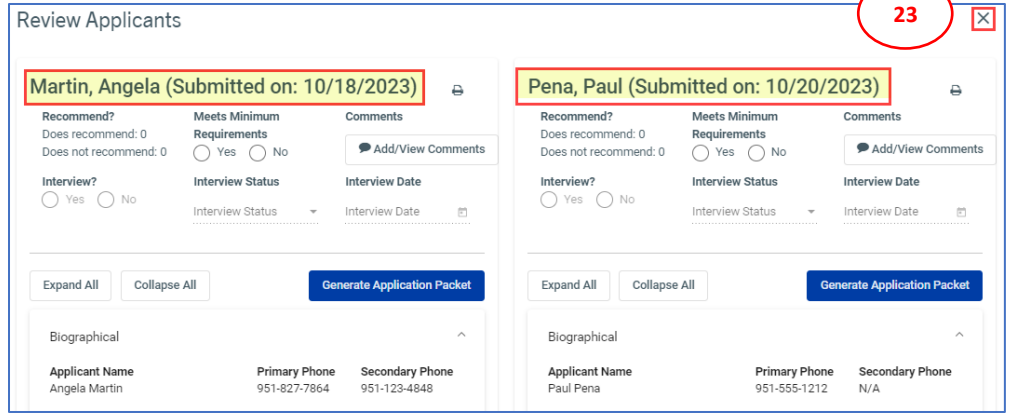 Review Applicants
23
Martin, Angela (Submitted on: 10/18/2023)
Recommend?
Does recommend: 0
Does not recommend: 0
Meets Minimum
Requirements
Yes No
Comments
Add/View Comments
Interview?
Yes No
Interview Status
Interview Status
Interview Date
Interview Date
Expand All
Collapse All
Generate Application Packet
Biographical
Applicant Name
Angela Martin
Primary Phone
951-827-7864
Secondary Phone
951-123-4848
Pena, Paul (Submitted on: 10/20/2023)
Recommend?
Does recommend: 0
Does not recommend: 0
Meets Minimum
Requirements
Yes No
Comments
Add/View Comments
Interview?
Yes No
Interview Status
Interview Status
Interview Date
Interview Date
Expand All
Collapse All
Generate Application Packet
Biographical
Applicant Name
Paul Pena
Primary Phone
951-555-1212
Secondary Phone
N/A